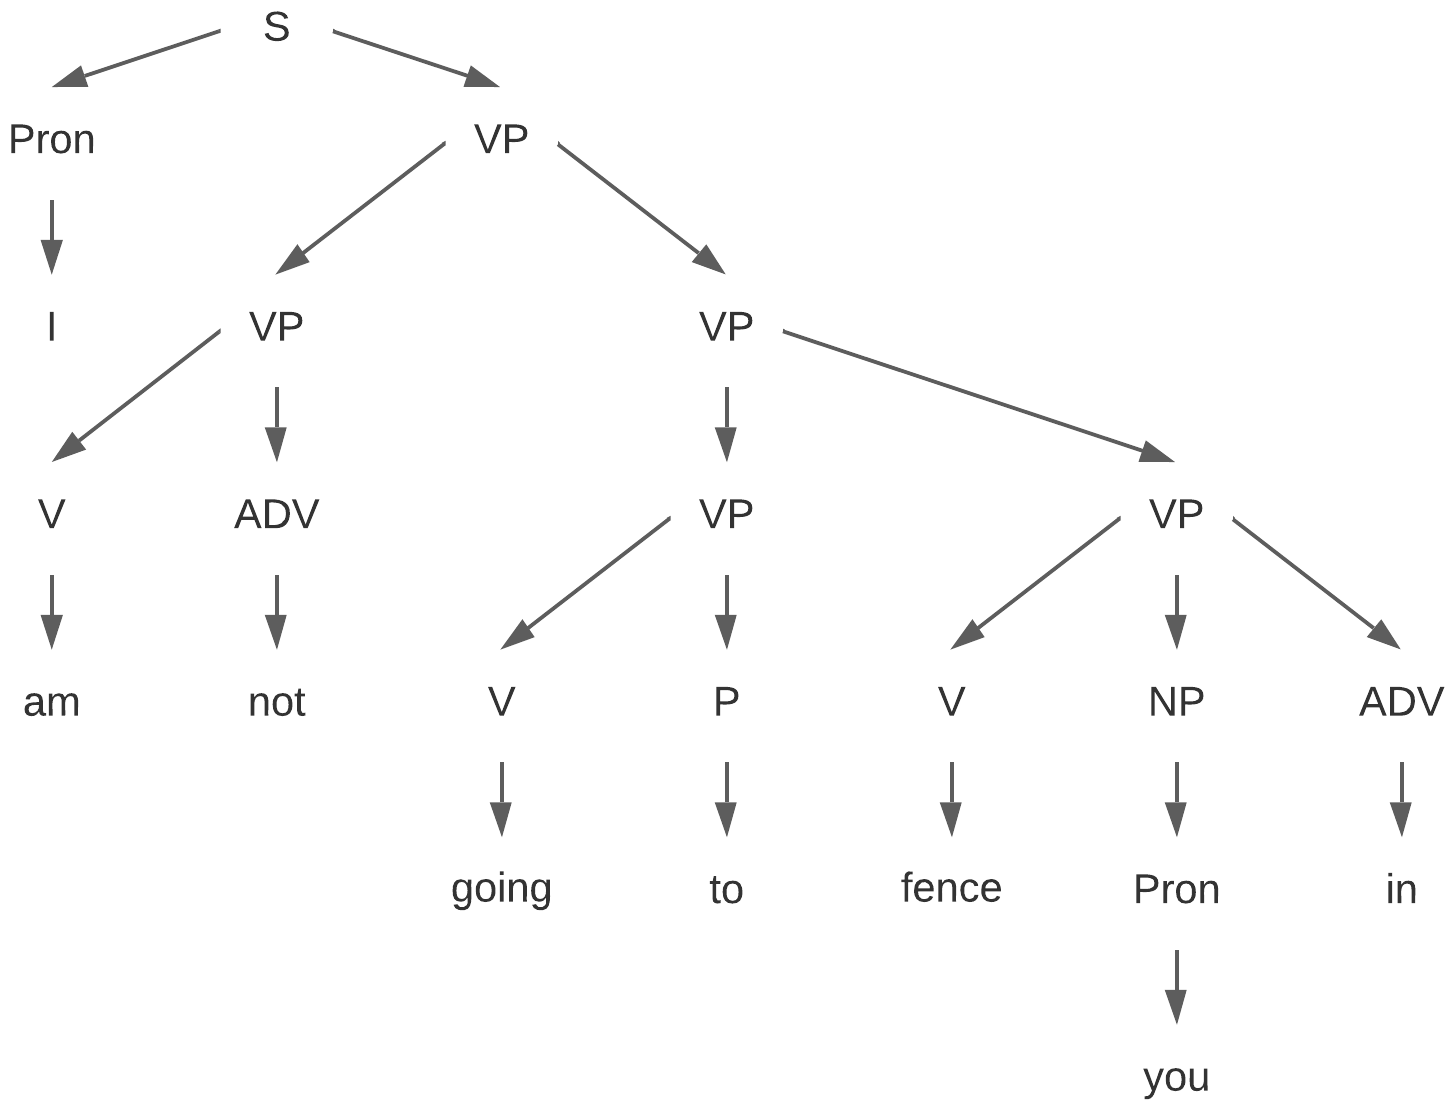 S
Pron VP
I VP VP
V ADV VP VP
am not V P V NP ADV
going to fence Pron in
you